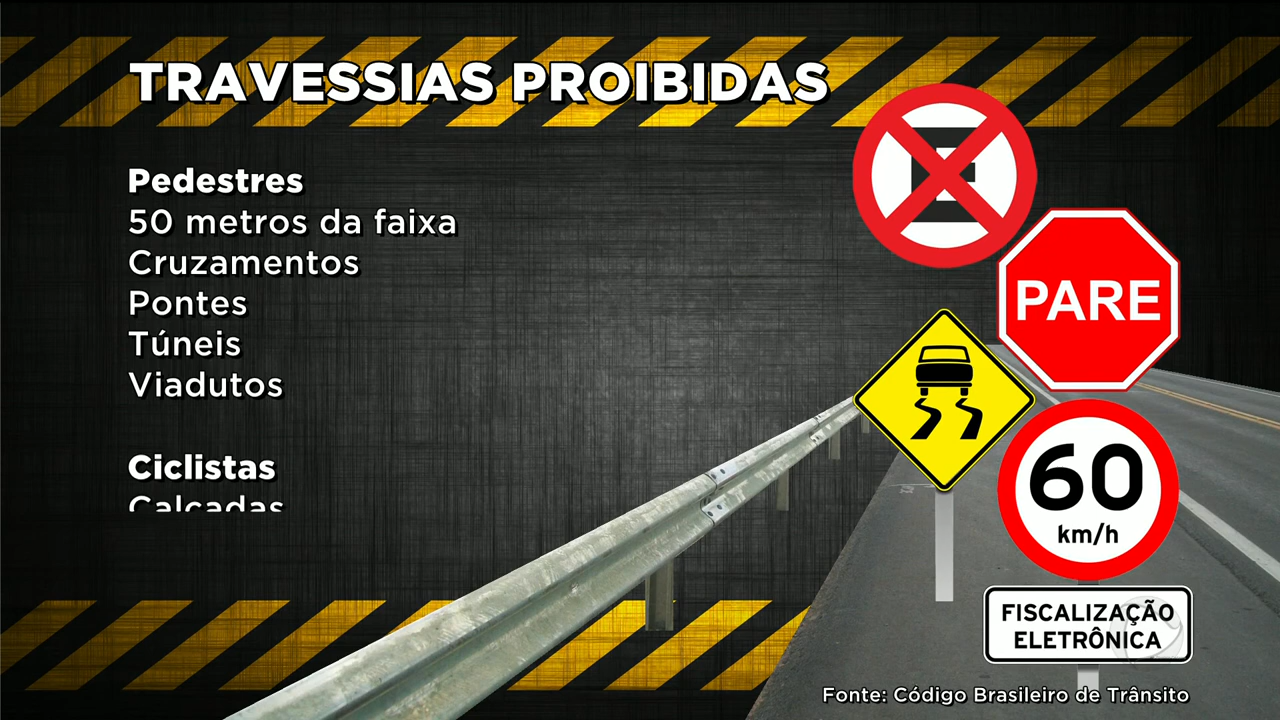 TRAVESSIAS PROIBIDAS
Pedestres
50 metros da faixa
Cruzamentos
Pontes
Túneis
Viadutos
Ciclistas
Calçadas
E
PARE
60
km/h
FISCALIZAÇÃO
ELETRÔNICA
Fonte: Código Brasileiro de Trânsito